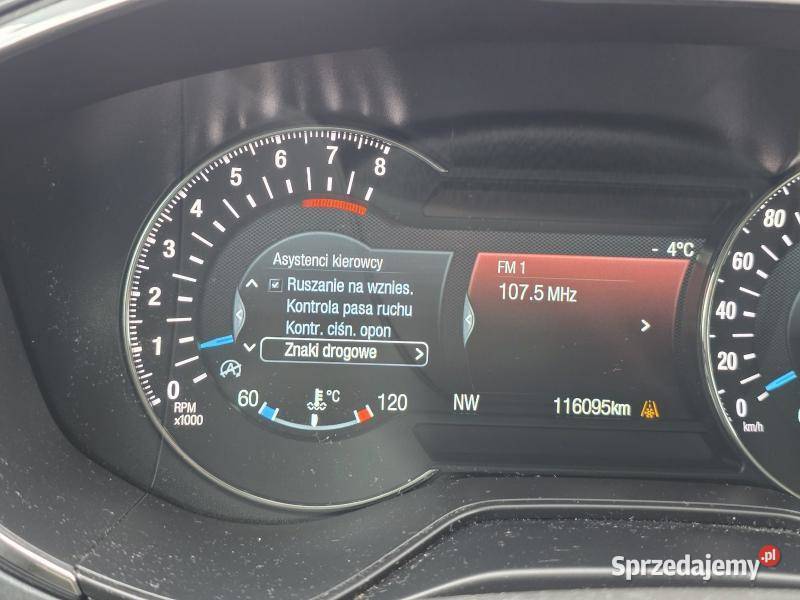 0
1
2
3
4
5
6
7
8
RPM
x1000
Asystenci kierowcy
Ruszanie na wznies.
Kontrola pasa ruchu
Kontr. ciśn. opon
Znaki drogowe
60
°C
120
- 4°C
FM 1
107.5 MHz
NW
116095km
80
60
40
20
0
km/h
Sprzedajemy.pl